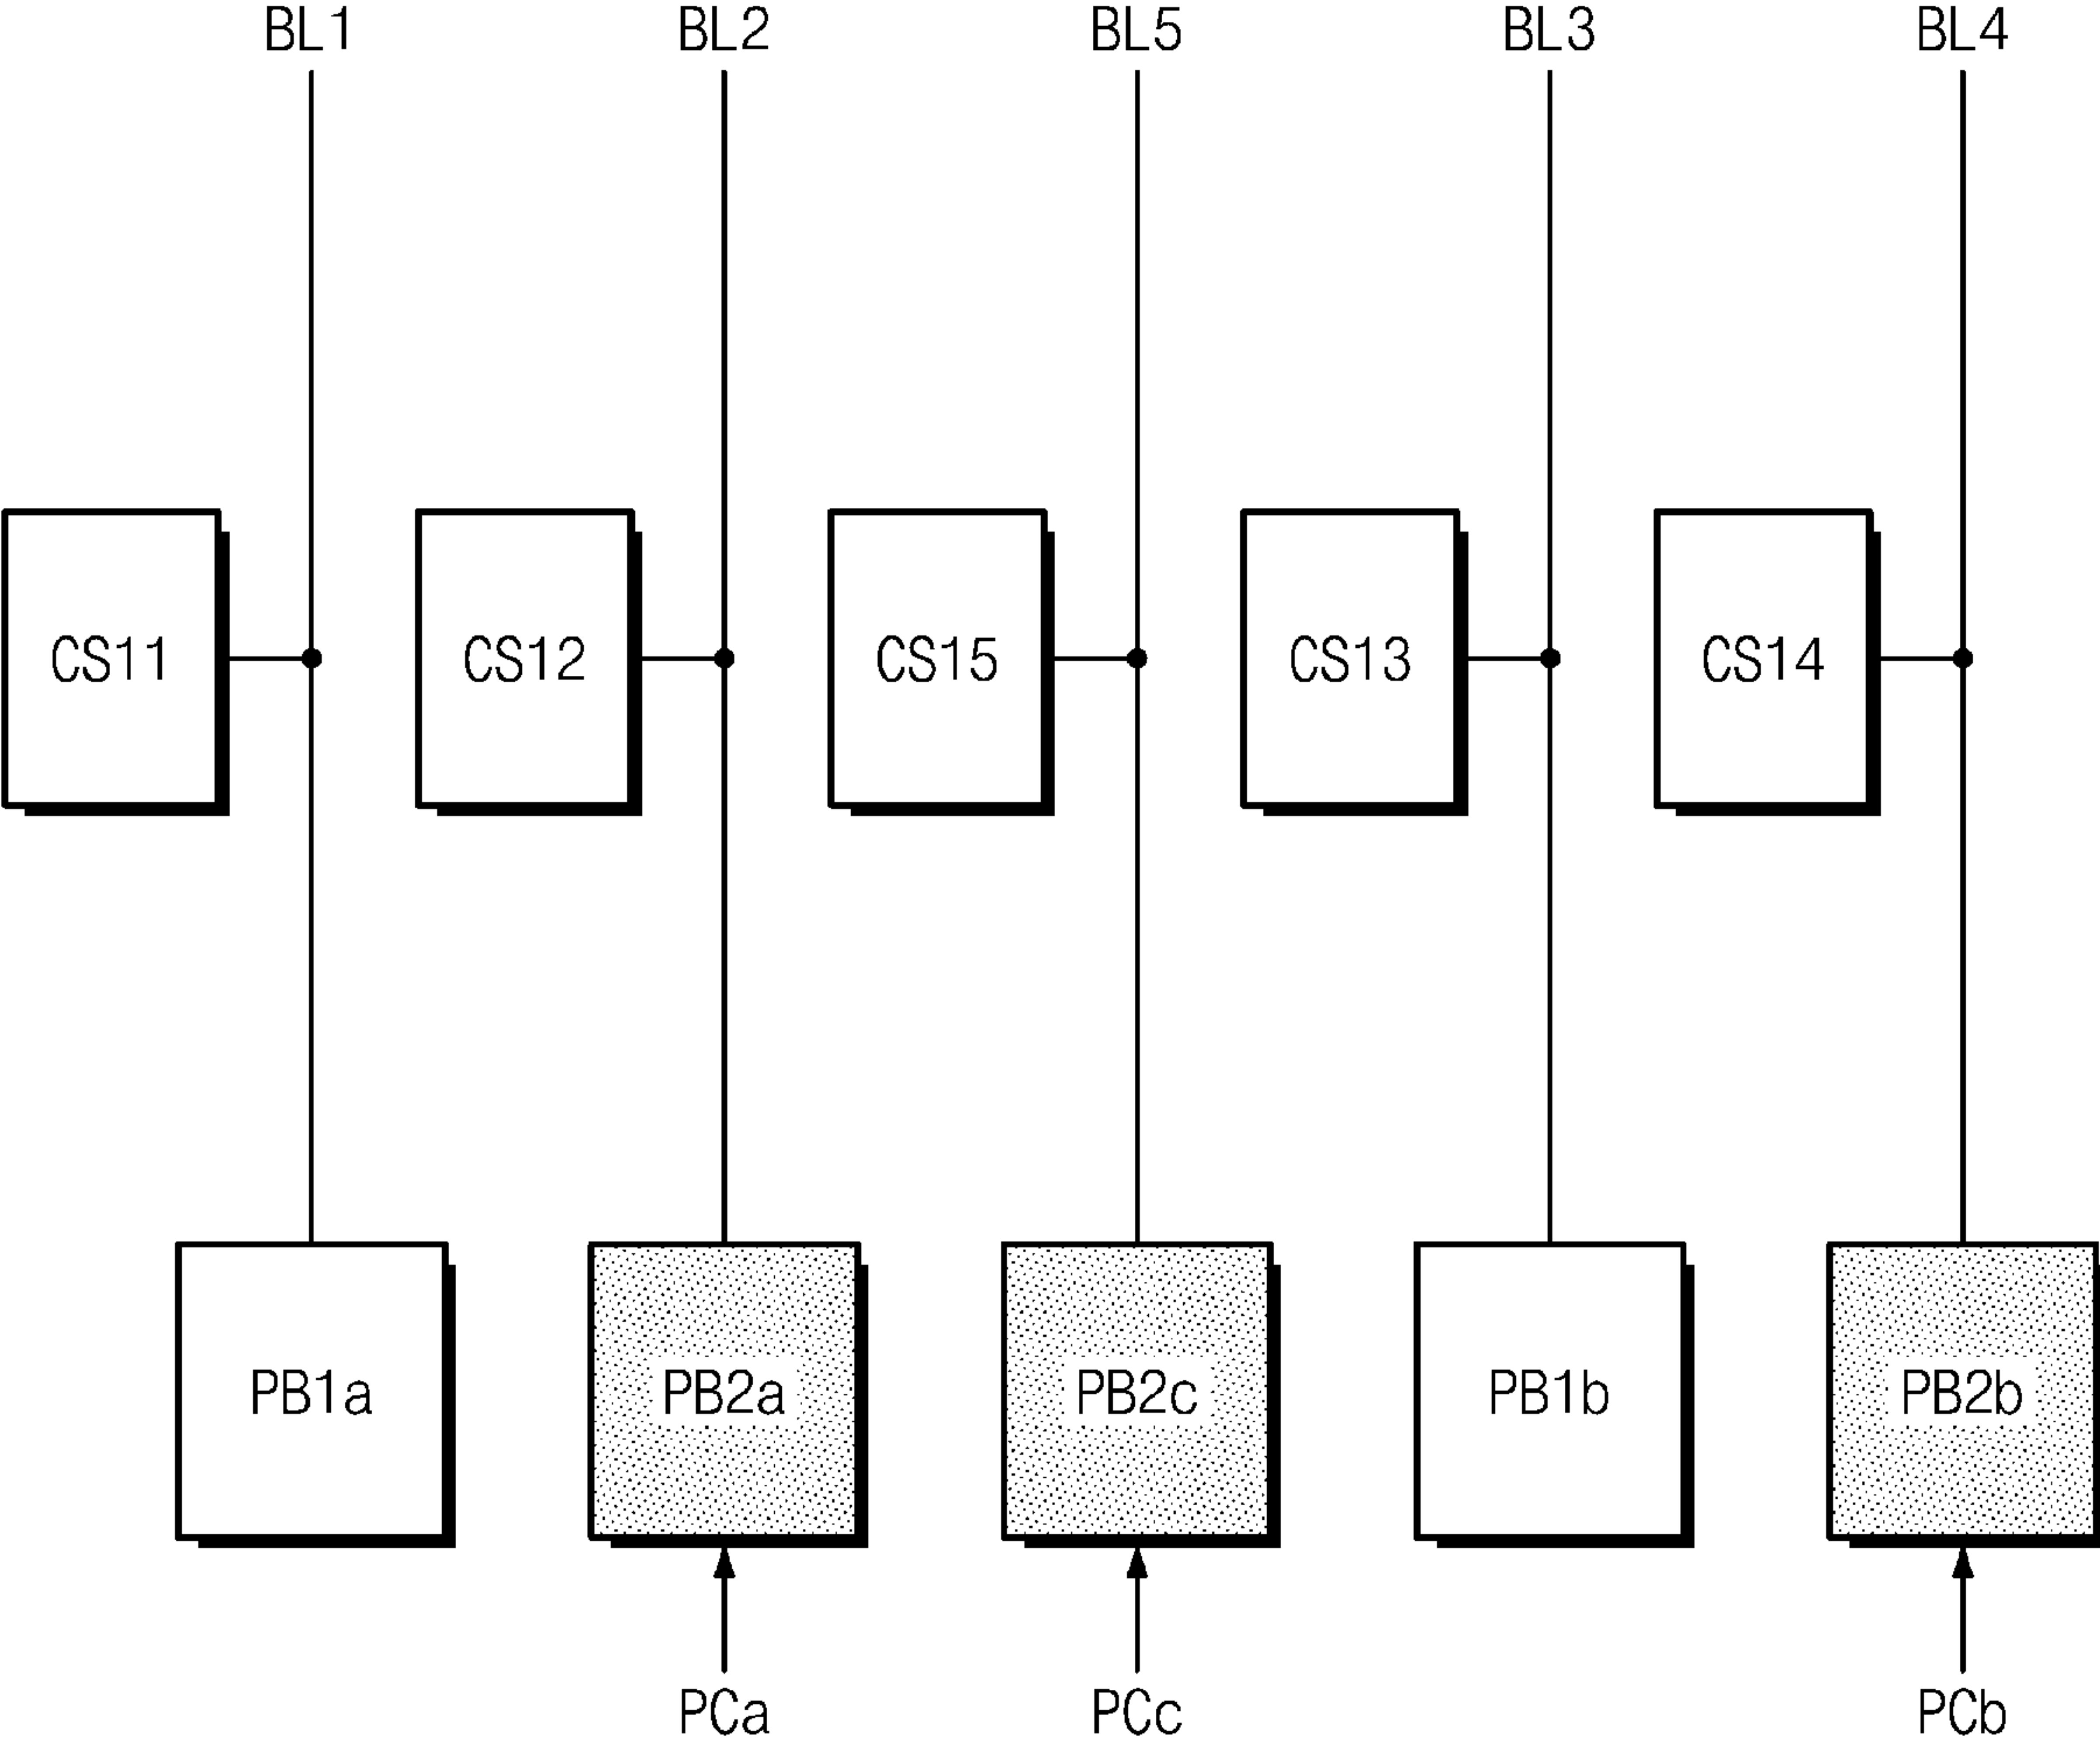 BL1 BL2 BL5 BL3 BL4
CS11 CS12 CS15 CS13 CS14
PB1a PB2a PB2c PB1b PB2b
PCa PCc PCb